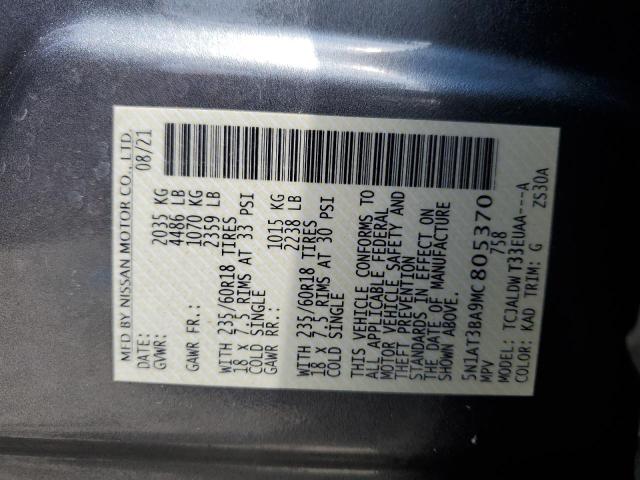 MFD BY NISSAN MOTOR CO., LTD.
08/21
GVWR: 2035 KG
4486 LB
GAWR FR.: 1070 KG
2359 LB
WITH 235/60R18 TIRES
18 x 7.5 RIMS AT 33 PSI
COLD SINGLE
GAWR RR.: 1015 KG
2238 LB
WITH 235/60R18 TIRES
18 x 7.5 RIMS AT 30 PSI
COLD SINGLE
THIS VEHICLE CONFORMS TO
ALL APPLICABLE FEDERAL
MOTOR VEHICLE SAFETY AND
THEFT PREVENTION
STANDARDS IN EFFECT ON
THE DATE OF MANUFACTURE
SHOWN ABOVE.
5N1AT3BA9MC 805370
MPV 758
MODEL: TCJALDWT33EUAA---A
COLOR: KAD TRIM: G ZS30A